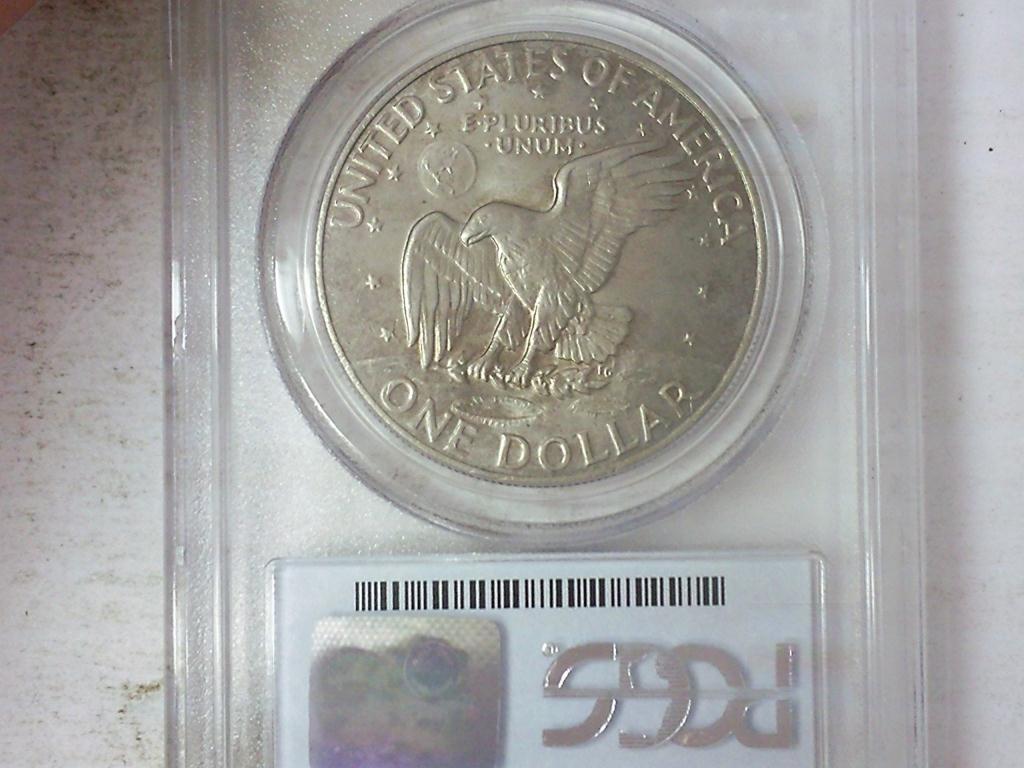 UNITED STATES OF AMERICA
E·PLURIBUS
·UNUM·
ONE DOLLAR
PCGS